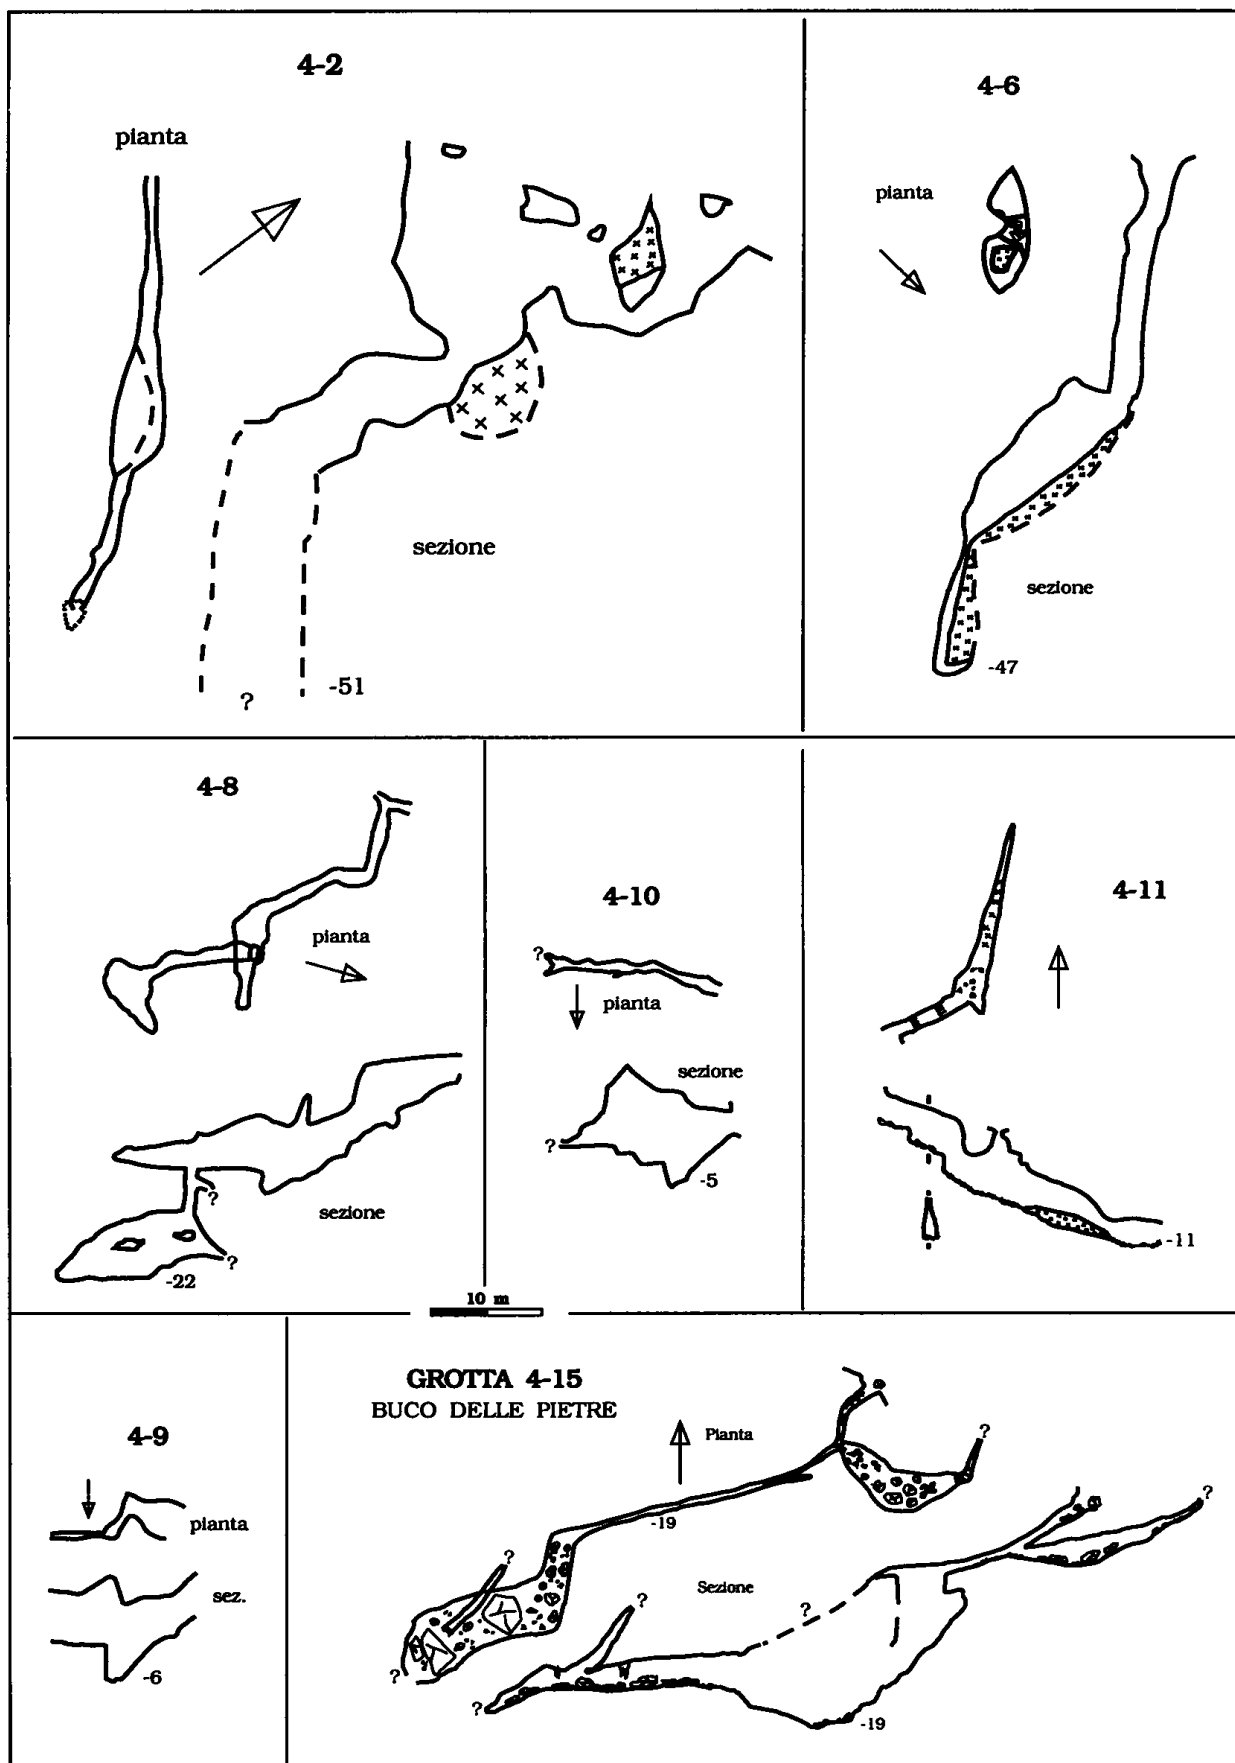 4-2
pianta
sezione
?
-51
4-6
pianta
sezione
-47
4-8
pianta
?
sezione
?
-22
4-10
?
pianta
sezione
?
-5
4-11
-11
10 m
4-9
pianta
sez.
-6
GROTTA 4-15
BUCO DELLE PIETRE
Pianta
?
-19
?
?
Sezione
?
?
?
?
-19